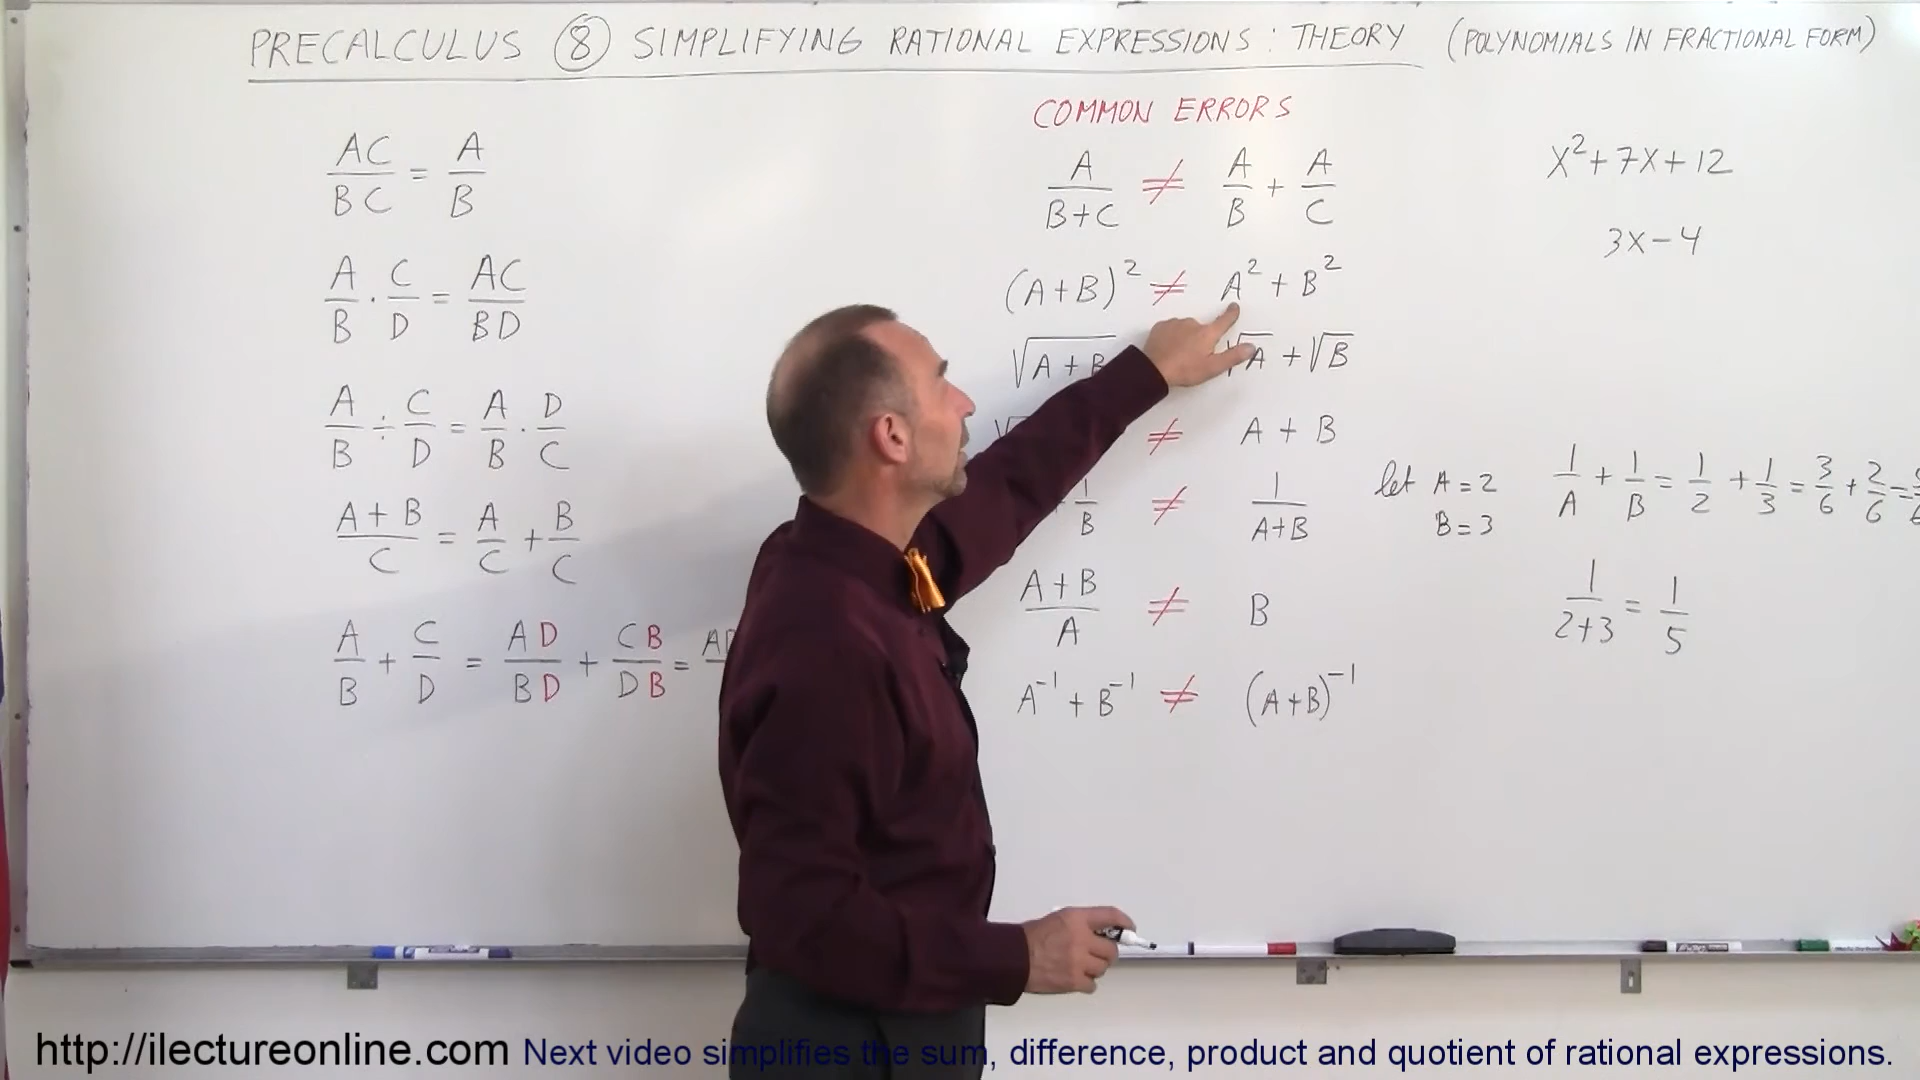 PRECALCULUS ⑧ SIMPLIFYING RATIONAL EXPRESSIONS: THEORY (POLYNOMIALS IN FRACTIONAL FORM)
AC/BC = A/B
A/B · C/D = AC/BD
A/B ÷ C/D = A/B · D/C
(A+B)/C = A/C + B/C
A/B + C/D = AD/BD + CB/DB =
COMMON ERRORS
A/(B+C) ≠ A/B + A/C
(A+B)² ≠ A² + B²
√(A+B) √A + √B
≠ A + B
1/B ≠ 1/(A+B)
(A+B)/A ≠ B
A⁻¹ + B⁻¹ ≠ (A+B)⁻¹
X²+7X+12
3X-4
let A=2
B=3
1/A + 1/B = 1/2 + 1/3 = 3/6 + 2/6 =
1/(2+3) = 1/5
http://ilectureonline.com Next video simplifies the sum, difference, product and quotient of rational expressions.